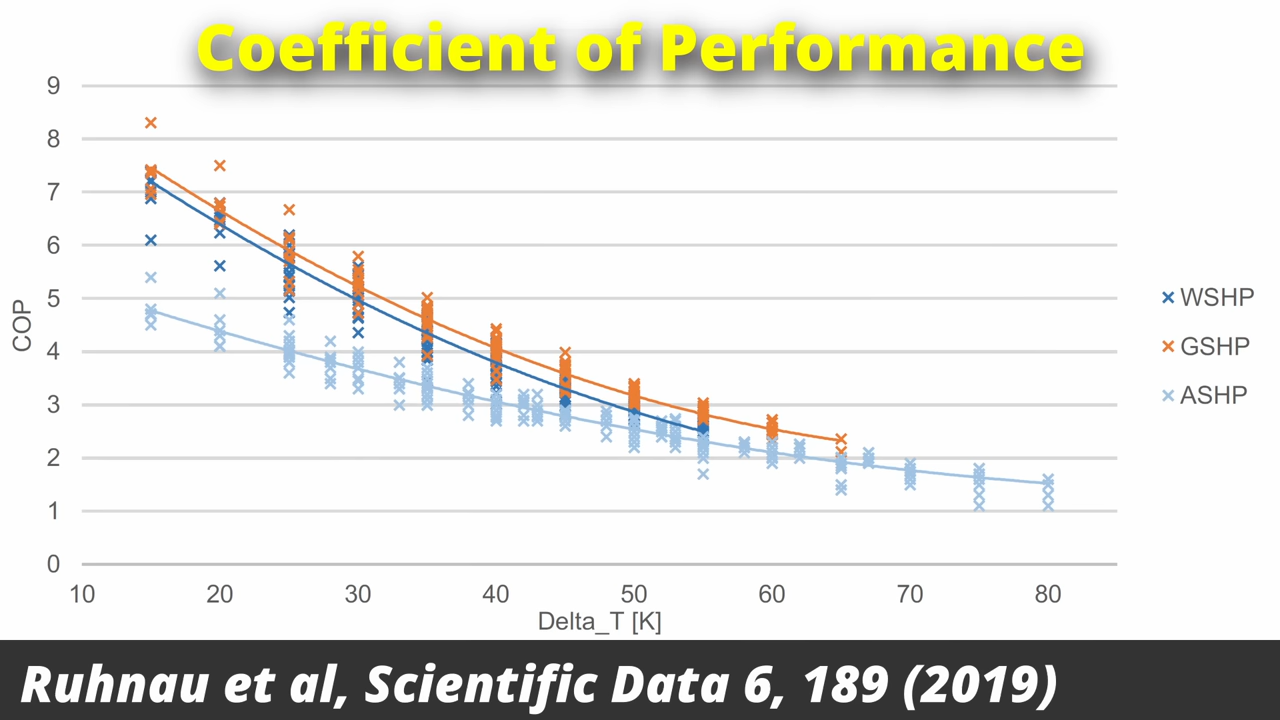 Coefficient of Performance
9
8
7
6
5
4
3
2
1
0
COP
10 20 30 40 50 60 70 80
Delta_T [K]
WSHP
GSHP
ASHP
Ruhnau et al, Scientific Data 6, 189 (2019)